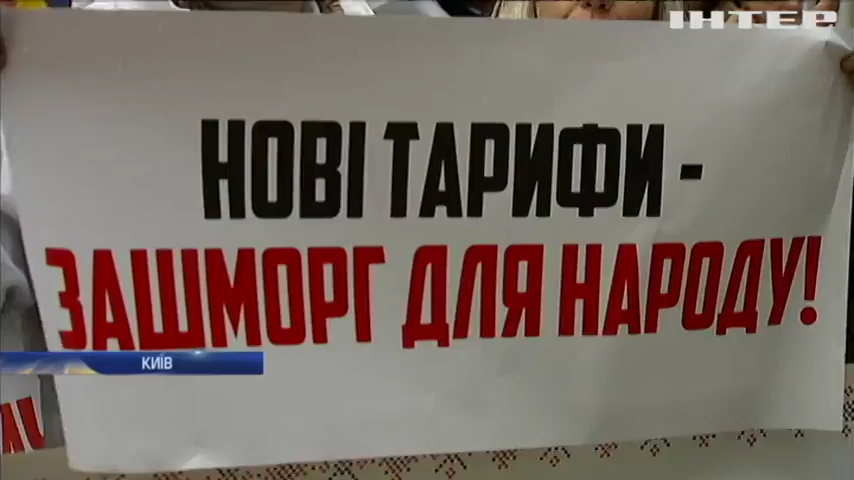 ІНТЕР
НОВІ ТАРИФИ -
ЗАШМОРГ ДЛЯ НАРОДУ!
КИЇВ